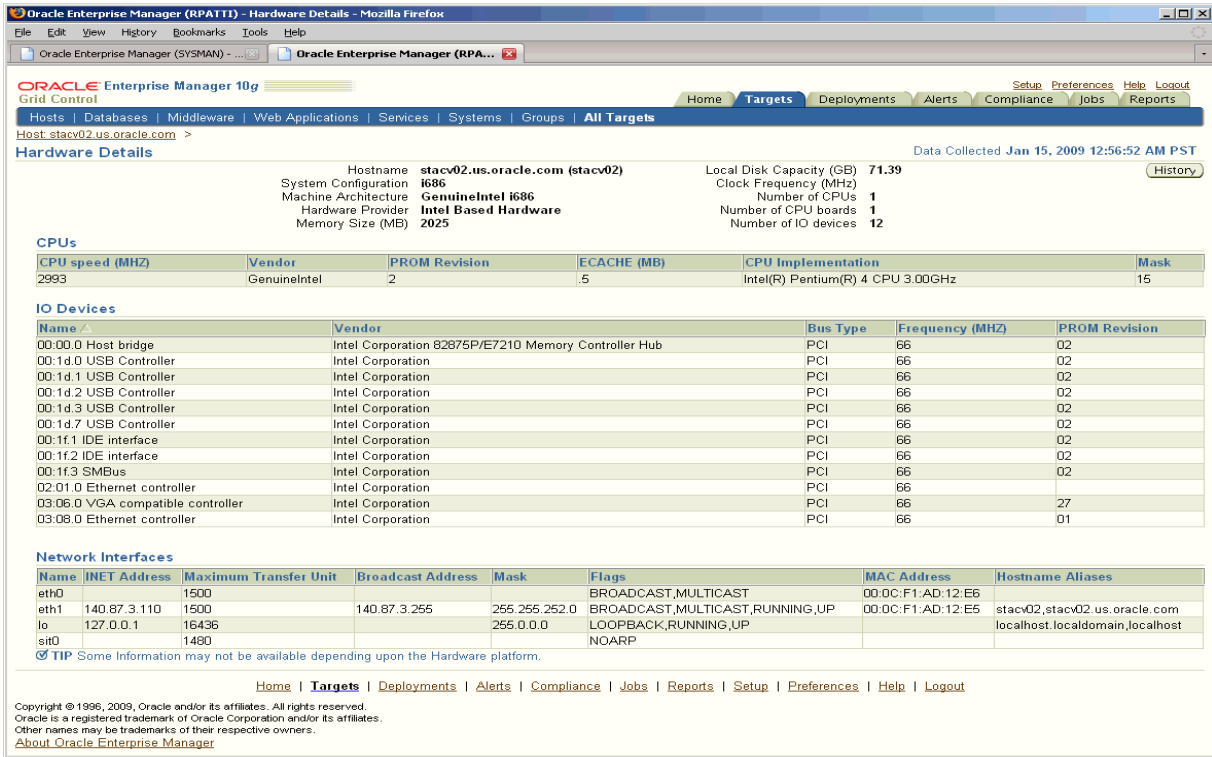 Oracle Enterprise Manager (RPATTI) - Hardware Details - Mozilla Firefox
File Edit View History Bookmarks Tools Help
Oracle Enterprise Manager (SYSMAN) - ... Oracle Enterprise Manager (RPA...
ORACLE Enterprise Manager 10g
Grid Control
Setup Preferences Help Logout
Home Targets Deployments Alerts Compliance Jobs Reports
Hosts | Databases | Middleware | Web Applications | Services | Systems | Groups | All Targets
Host: stacv02.us.oracle.com >
Hardware Details
Data Collected Jan 15, 2009 12:56:52 AM PST
History
Hostname stacv02.us.oracle.com (stacv02) Local Disk Capacity (GB) 71.39
System Configuration i686 Clock Frequency (MHz)
Machine Architecture GenuineIntel i686 Number of CPUs 1
Hardware Provider Intel Based Hardware Number of CPU boards 1
Memory Size (MB) 2025 Number of IO devices 12
CPUs
CPU speed (MHZ) Vendor PROM Revision ECACHE (MB) CPU Implementation Mask
2993 GenuineIntel 2 .5 Intel(R) Pentium(R) 4 CPU 3.00GHz 15
IO Devices
Name Vendor Bus Type Frequency (MHZ) PROM Revision
00:00.0 Host bridge Intel Corporation 82875P/E7210 Memory Controller Hub PCI 66 02
00:1d.0 USB Controller Intel Corporation PCI 66 02
00:1d.1 USB Controller Intel Corporation PCI 66 02
00:1d.2 USB Controller Intel Corporation PCI 66 02
00:1d.3 USB Controller Intel Corporation PCI 66 02
00:1d.7 USB Controller Intel Corporation PCI 66 02
00:1f.1 IDE interface Intel Corporation PCI 66 02
00:1f.2 IDE interface Intel Corporation PCI 66 02
00:1f.3 SMBus Intel Corporation PCI 66 02
02:01.0 Ethernet controller Intel Corporation PCI 66
03:06.0 VGA compatible controller Intel Corporation PCI 66 27
03:08.0 Ethernet controller Intel Corporation PCI 66 01
Network Interfaces
Name INET Address Maximum Transfer Unit Broadcast Address Mask Flags MAC Address Hostname Aliases
eth0 1500 BROADCAST,MULTICAST 00:0C:F1:AD:12:E6
eth1 140.87.3.110 1500 140.87.3.255 255.255.252.0 BROADCAST,MULTICAST,RUNNING,UP 00:0C:F1:AD:12:E5 stacv02,stacv02.us.oracle.com
lo 127.0.0.1 16436 255.0.0.0 LOOPBACK,RUNNING,UP localhost.localdomain,localhost
sit0 1480 NOARP
TIP Some Information may not be available depending upon the Hardware platform.
Home | Targets | Deployments | Alerts | Compliance | Jobs | Reports | Setup | Preferences | Help | Logout
Copyright © 1996, 2009, Oracle and/or its affiliates. All rights reserved.
Oracle is a registered trademark of Oracle Corporation and/or its affiliates.
Other names may be trademarks of their respective owners.
About Oracle Enterprise Manager